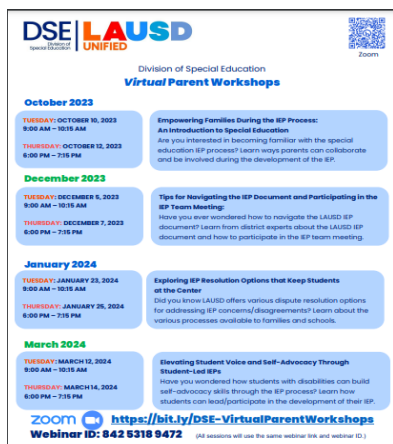 DSE
Division of
Special Education
LAUSD
UNIFIED
Zoom
Division of Special Education
Virtual Parent Workshops
October 2023
TUESDAY: OCTOBER 10, 2023
9:00 AM – 10:15 AM
THURSDAY: OCTOBER 12, 2023
6:00 PM – 7:15 PM
Empowering Families During the IEP Process:
An Introduction to Special Education
Are you interested in becoming familiar with the special
education IEP process? Learn ways parents can collaborate
and be involved during the development of the IEP.
December 2023
TUESDAY: DECEMBER 5, 2023
9:00 AM – 10:15 AM
THURSDAY: DECEMBER 7, 2023
6:00 PM – 7:15 PM
Tips for Navigating the IEP Document and Participating in the
IEP Team Meeting:
Have you ever wondered how to navigate the LAUSD IEP
document? Learn from district experts about the LAUSD IEP
document and how to participate in the IEP team meeting.
January 2024
TUESDAY: JANUARY 23, 2024
9:00 AM – 10:15 AM
THURSDAY: JANUARY 25, 2024
6:00 PM – 7:15 PM
Exploring IEP Resolution Options that Keep Students
at the Center
Did you know LAUSD offers various dispute resolution options
for addressing IEP concerns/disagreements? Learn about the
various processes available to families and schools.
March 2024
TUESDAY: MARCH 12, 2024
9:00 AM – 10:15 AM
THURSDAY: MARCH 14, 2024
6:00 PM – 7:15 PM
Elevating Student Voice and Self-Advocacy Through
Student-Led IEPs
Have you wondered how students with disabilities can build
self-advocacy skills through the IEP process? Learn how
students can lead/participate in the development of their IEP.
zoom https://bit.ly/DSE-VirtualParentWorkshops
Webinar ID: 842 5318 9472 (All sessions will use the same webinar link and webinar ID.)